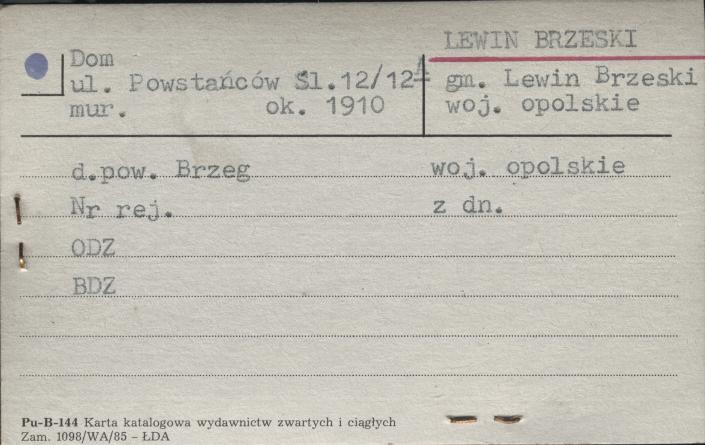 LEWIN BRZESKI
Dom
ul. Powstańców Śl.12/12
mur. ok. 1910
gm. Lewin Brzeski
woj. opolskie
d.pow. Brzeg woj. opolskie
Nr rej. z dn.
ODZ
BDZ
Pu-B-144 Karta katalogowa wydawnictw zwartych i ciągłych
Zam. 1098/WA/85 – ŁDA